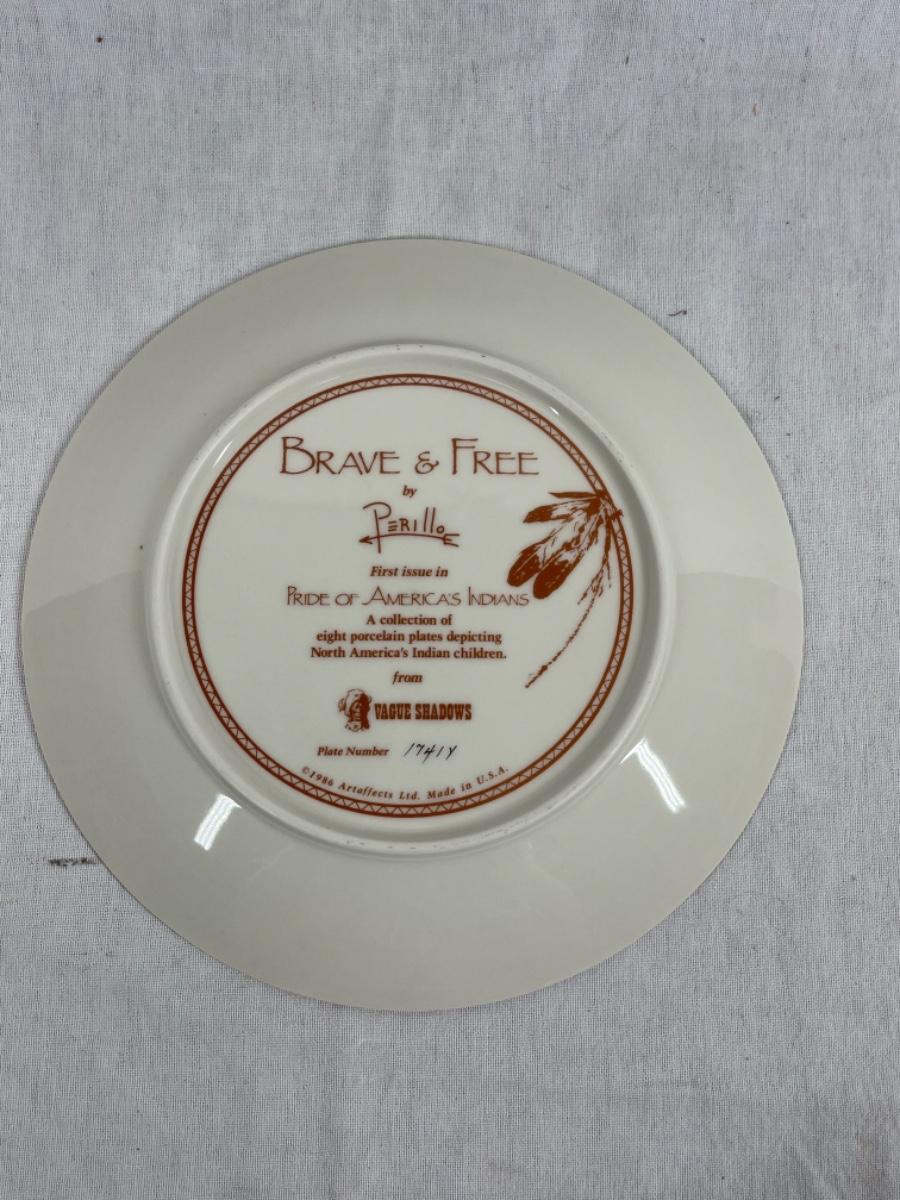 BRAVE & FREE
by
PERILLO
First issue in
PRIDE OF AMERICA'S INDIANS
A collection of
eight porcelain plates depicting
North America's Indian children.
from
VAGUE SHADOWS
Plate Number 1741Y
©1986 Artaffects Ltd. Made in U.S.A.